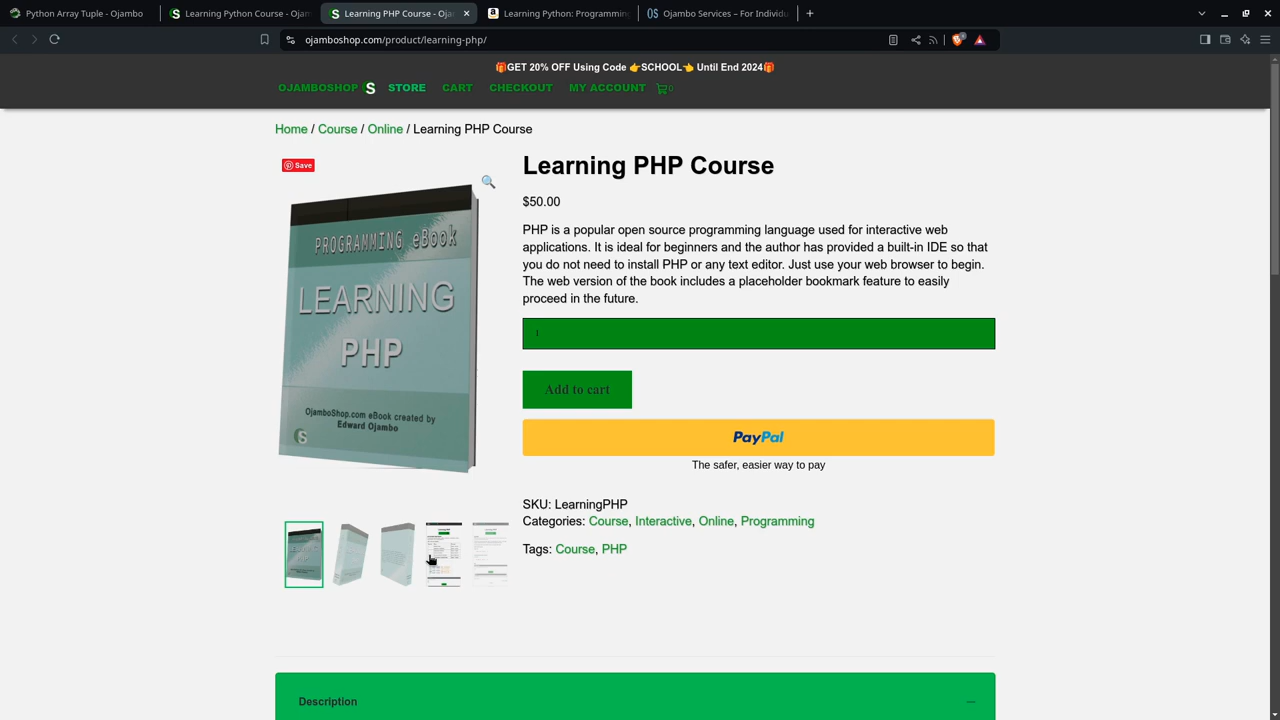 Python Array Tuple - Ojambo
Learning Python Course - Ojam
Learning PHP Course - Oja
Learning Python: Programming
Ojambo Services – For Individu
ojamboshop.com/product/learning-php/
🎁GET 20% OFF Using Code 👉SCHOOL👈 Until End 2024🎁
OJAMBOSHOP S STORE CART CHECKOUT MY ACCOUNT 0
Home / Course / Online / Learning PHP Course
Save
PROGRAMMING eBook
LEARNING
PHP
OjamboShop.com eBook created by
Edward Ojambo
S
Learning PHP Course
$50.00
PHP is a popular open source programming language used for interactive web
applications. It is ideal for beginners and the author has provided a built-in IDE so that
you do not need to install PHP or any text editor. Just use your web browser to begin.
The web version of the book includes a placeholder bookmark feature to easily
proceed in the future.
1
Add to cart
PayPal
The safer, easier way to pay
SKU: LearningPHP
Categories: Course, Interactive, Online, Programming
Tags: Course, PHP
Description